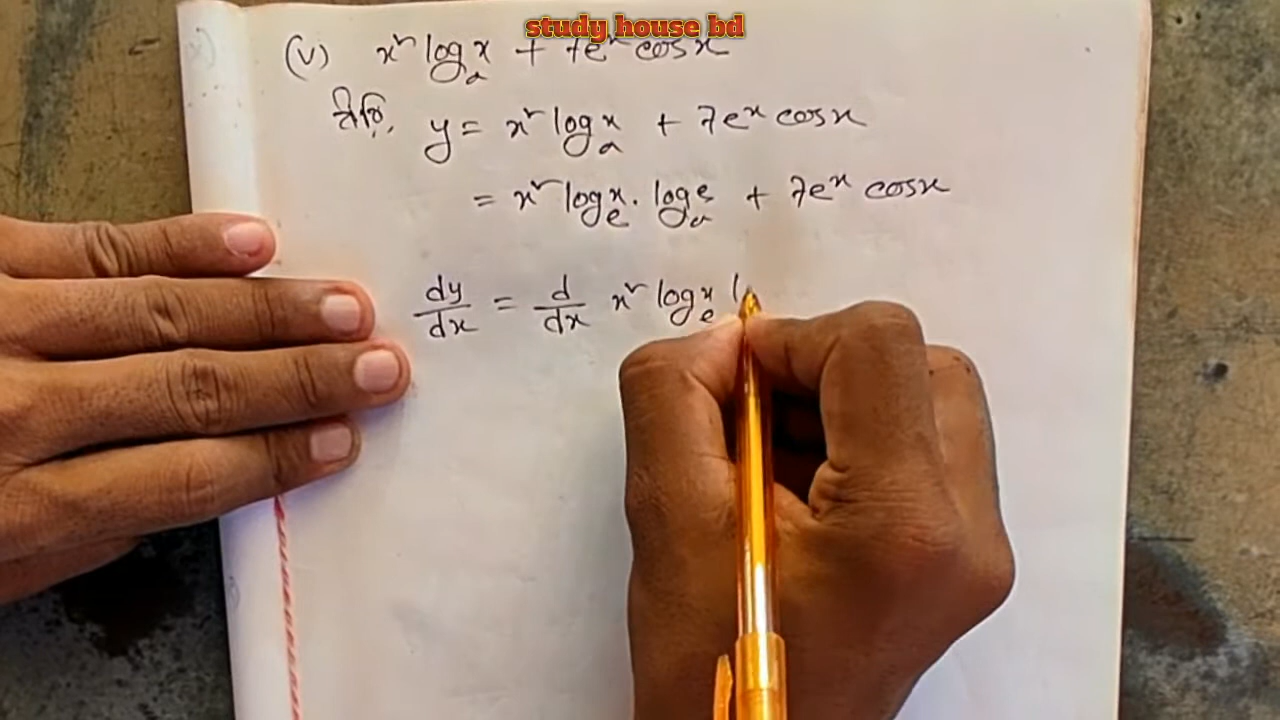 study house bd
(v) x² logₐx + 7eˣ cosx
ধরি, y = x² logₐx + 7eˣ cosx
= x² logₑx . logₐe + 7eˣ cosx
dy/dx = d/dx x² logₑx l